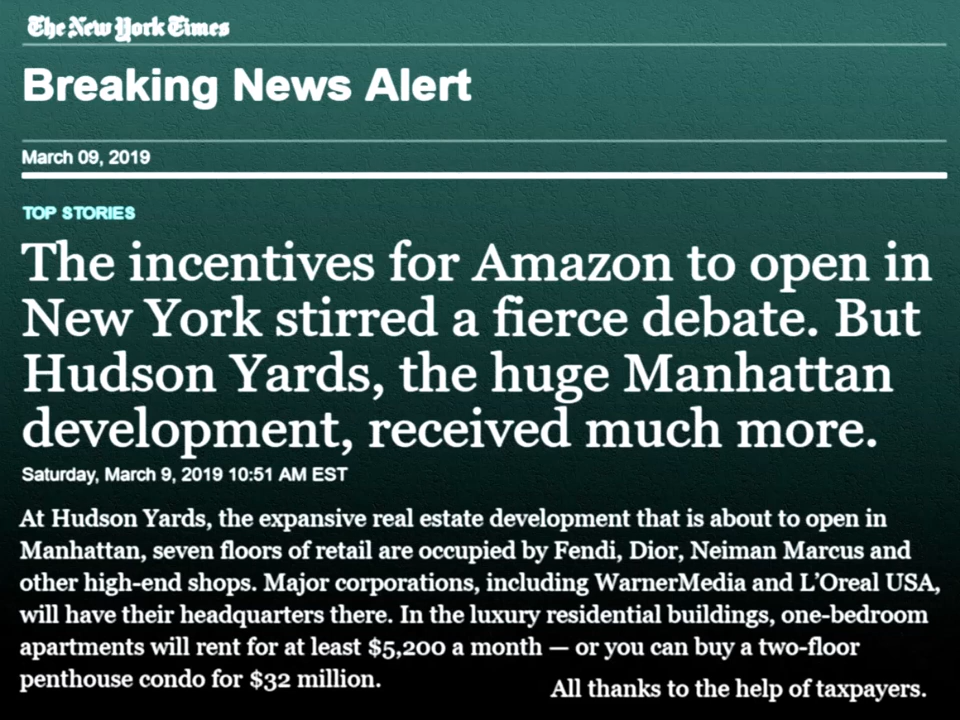 The New York Times
Breaking News Alert
March 09, 2019
TOP STORIES
The incentives for Amazon to open in
New York stirred a fierce debate. But
Hudson Yards, the huge Manhattan
development, received much more.
Saturday, March 9, 2019 10:51 AM EST
At Hudson Yards, the expansive real estate development that is about to open in
Manhattan, seven floors of retail are occupied by Fendi, Dior, Neiman Marcus and
other high-end shops. Major corporations, including WarnerMedia and L’Oreal USA,
will have their headquarters there. In the luxury residential buildings, one-bedroom
apartments will rent for at least $5,200 a month — or you can buy a two-floor
penthouse condo for $32 million.
All thanks to the help of taxpayers.